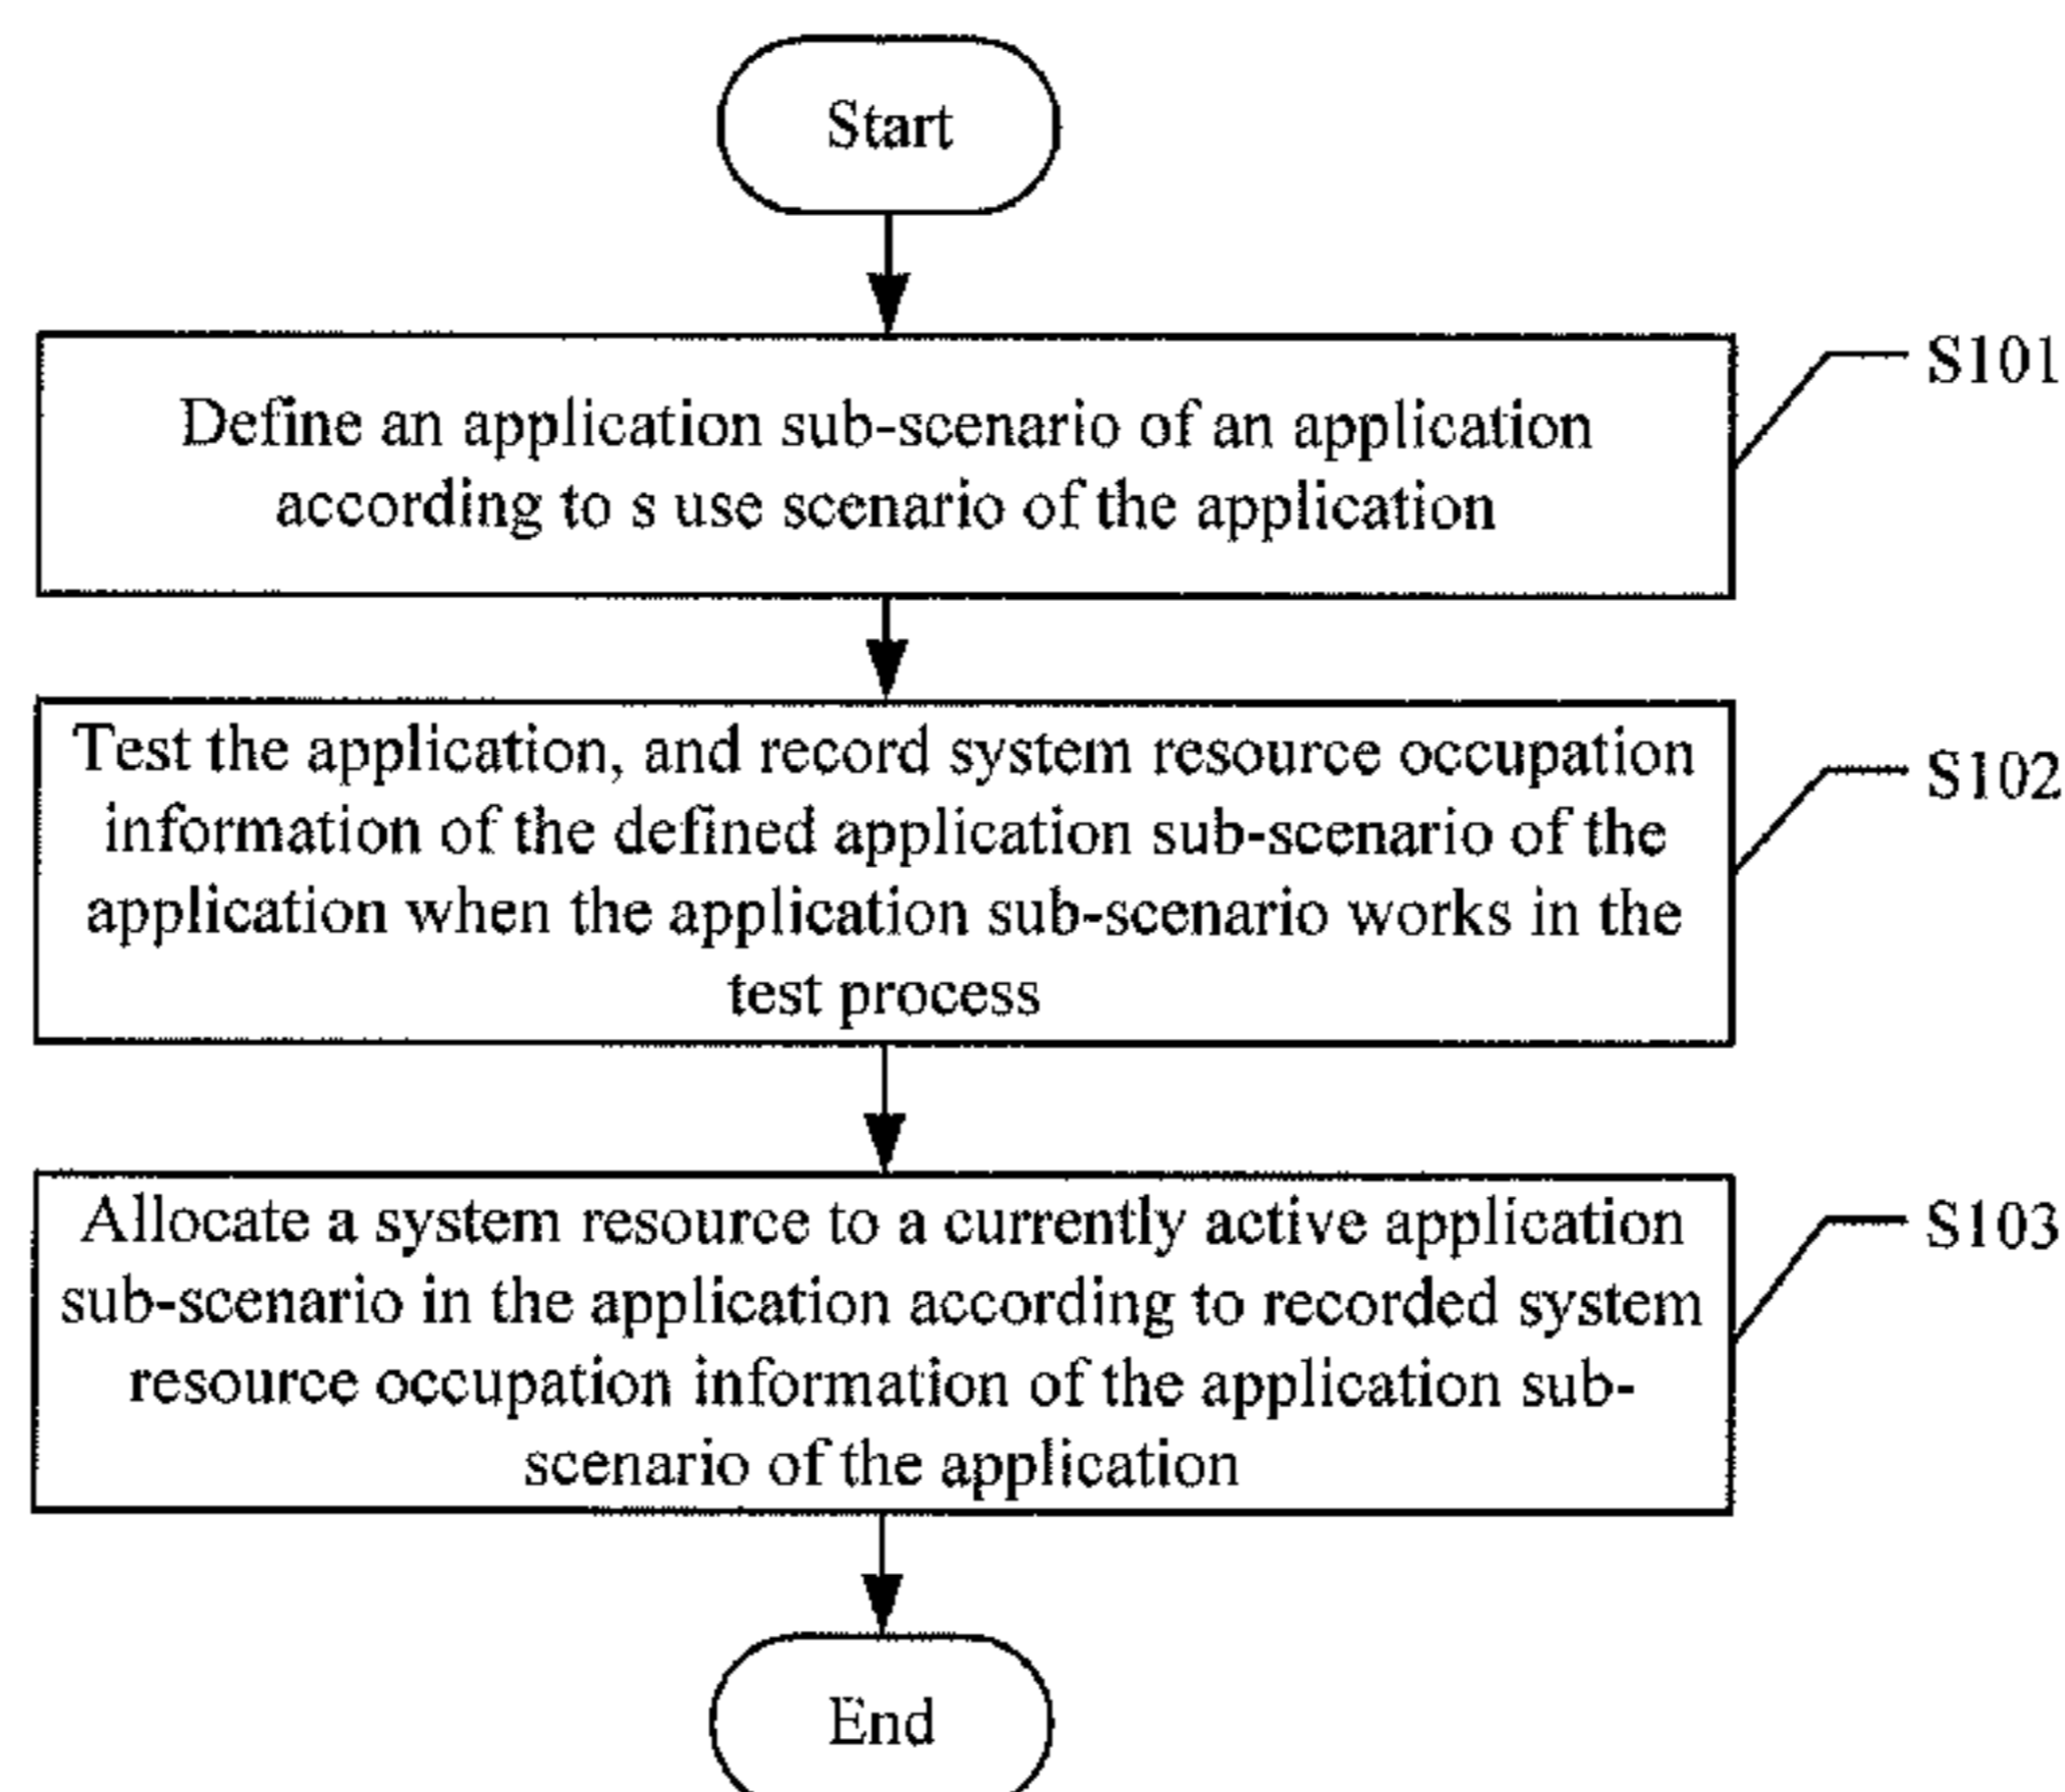 Start
Define an application sub-scenario of an application
according to s use scenario of the application
S101
Test the application, and record system resource occupation
information of the defined application sub-scenario of the
application when the application sub-scenario works in the
test process
S102
Allocate a system resource to a currently active application
sub-scenario in the application according to recorded system
resource occupation information of the application sub-
scenario of the application
S103
End